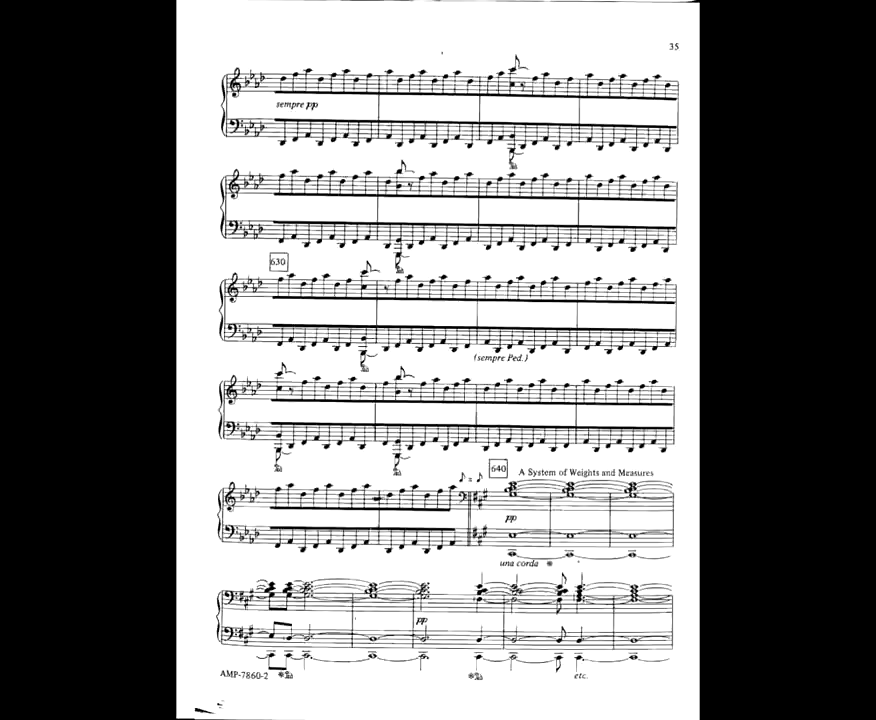 35
sempre pp
630
(sempre Ped.)
640 A System of Weights and Measures
pp
una corda
pp
AMP-7860-2
etc.